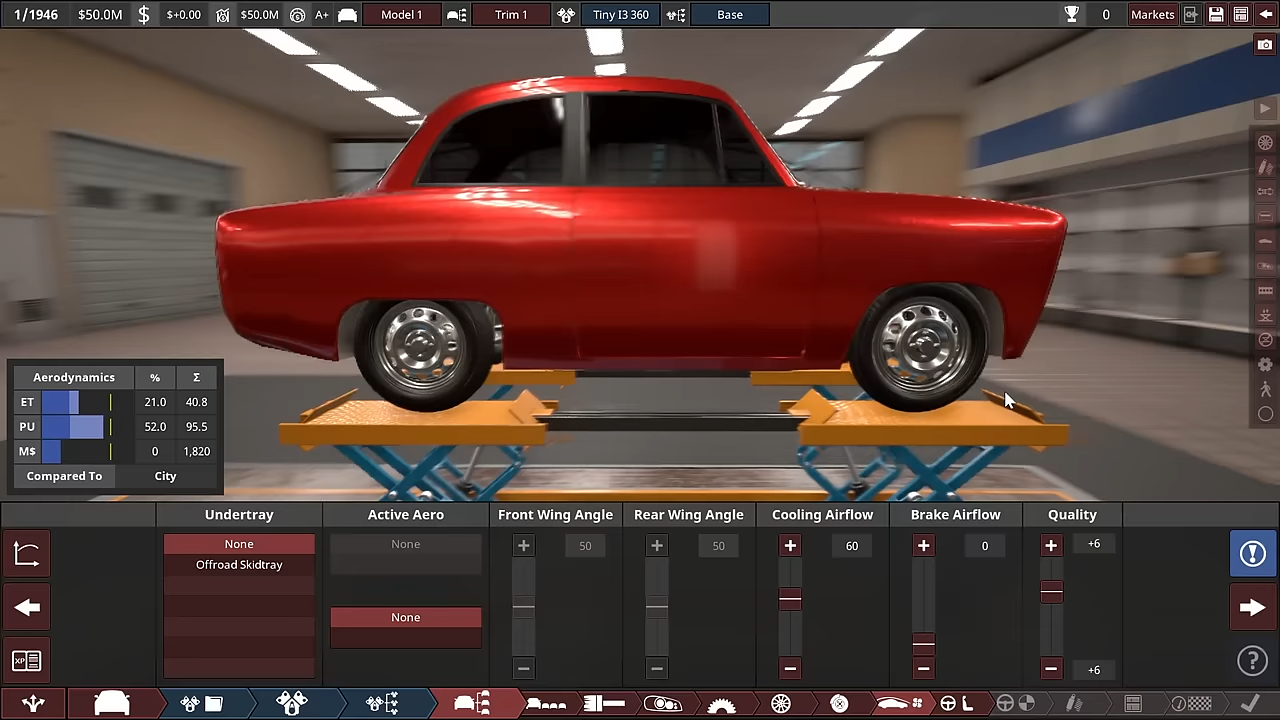 1/1946 $50.0M $ $+0.00 $50.0M A+ Model 1 Trim 1 Tiny I3 360 Base 0 Markets
Aerodynamics % Σ
ET 21.0 40.8
PU 52.0 95.5
M$ 0 1,820
Compared To City
Undertray Active Aero Front Wing Angle Rear Wing Angle Cooling Airflow Brake Airflow Quality
None None + 50 + 50 + 60 + 0 + +6
Offroad Skidtray
None
− − − − − +6
XP ?